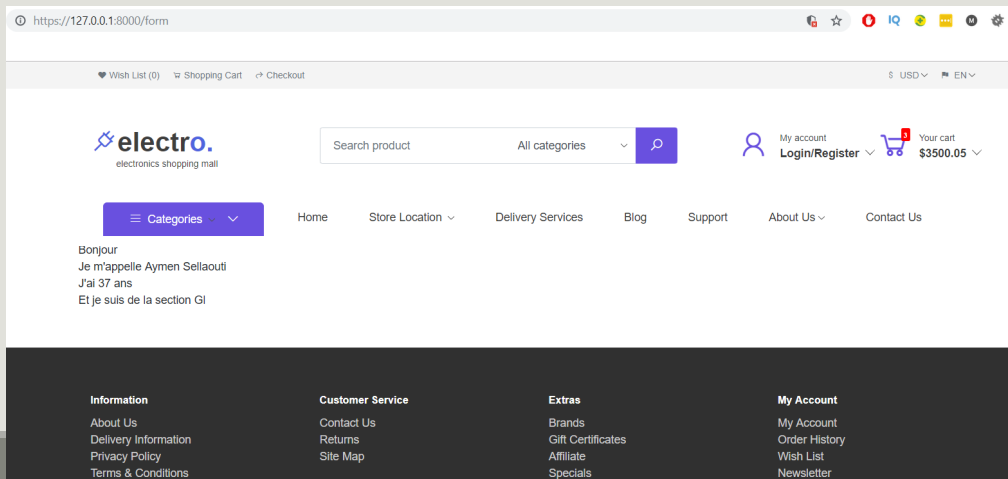 https://127.0.0.1:8000/form
IQ
M
Wish List (0) Shopping Cart Checkout $ USD EN
electro.
electronics shopping mall
Search product All categories
My account
Login/Register
3
Your cart
$3500.05
Categories Home Store Location Delivery Services Blog Support About Us Contact Us
Bonjour
Je m'appelle Aymen Sellaouti
J'ai 37 ans
Et je suis de la section GI
Information Customer Service Extras My Account
About Us Contact Us Brands My Account
Delivery Information Returns Gift Certificates Order History
Privacy Policy Site Map Affiliate Wish List
Terms & Conditions Specials Newsletter